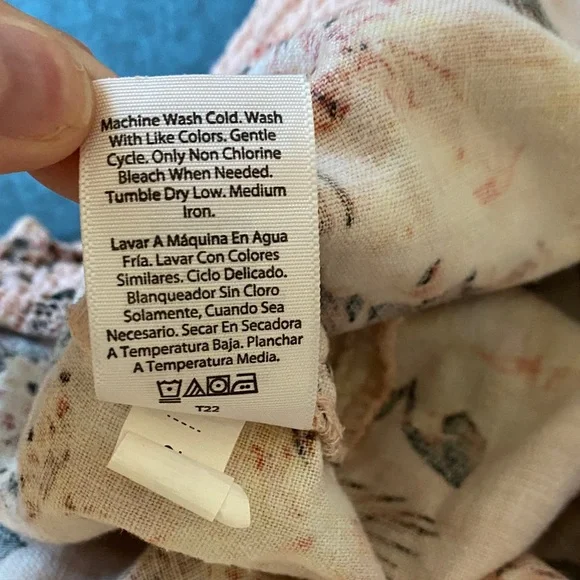 Machine Wash Cold. Wash
With Like Colors. Gentle
Cycle. Only Non Chlorine
Bleach When Needed.
Tumble Dry Low. Medium
Iron.
Lavar A Máquina En Agua
Fría. Lavar Con Colores
Similares. Ciclo Delicado.
Blanqueador Sin Cloro
Solamente, Cuando Sea
Necesario. Secar En Secadora
A Temperatura Baja. Planchar
A Temperatura Media.
T22